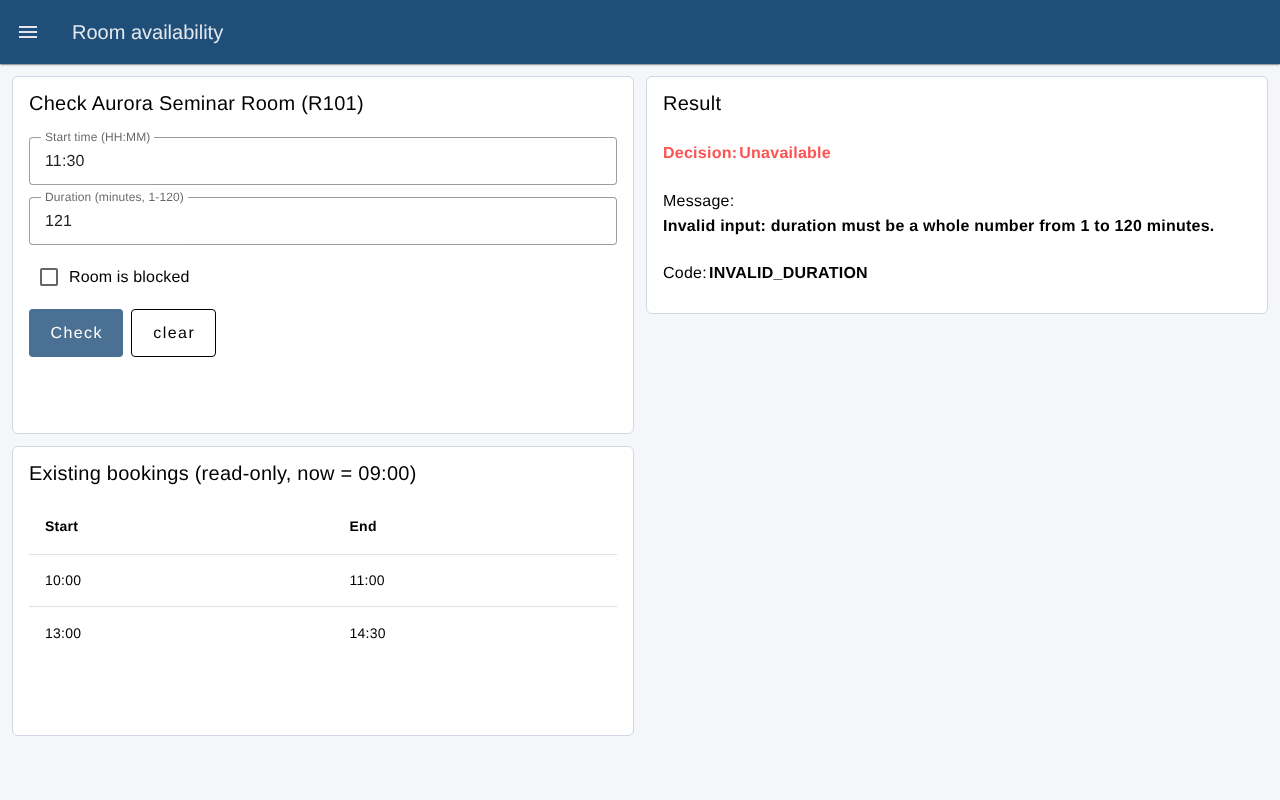 Room availability
Check Aurora Seminar Room (R101)
Start time (HH:MM)
11:30
Duration (minutes, 1-120)
121
Room is blocked
Check
clear
Result
Decision: Unavailable
Message:
Invalid input: duration must be a whole number from 1 to 120 minutes.
Code: INVALID_DURATION
Existing bookings (read-only, now = 09:00)
Start End
10:00 11:00
13:00 14:30